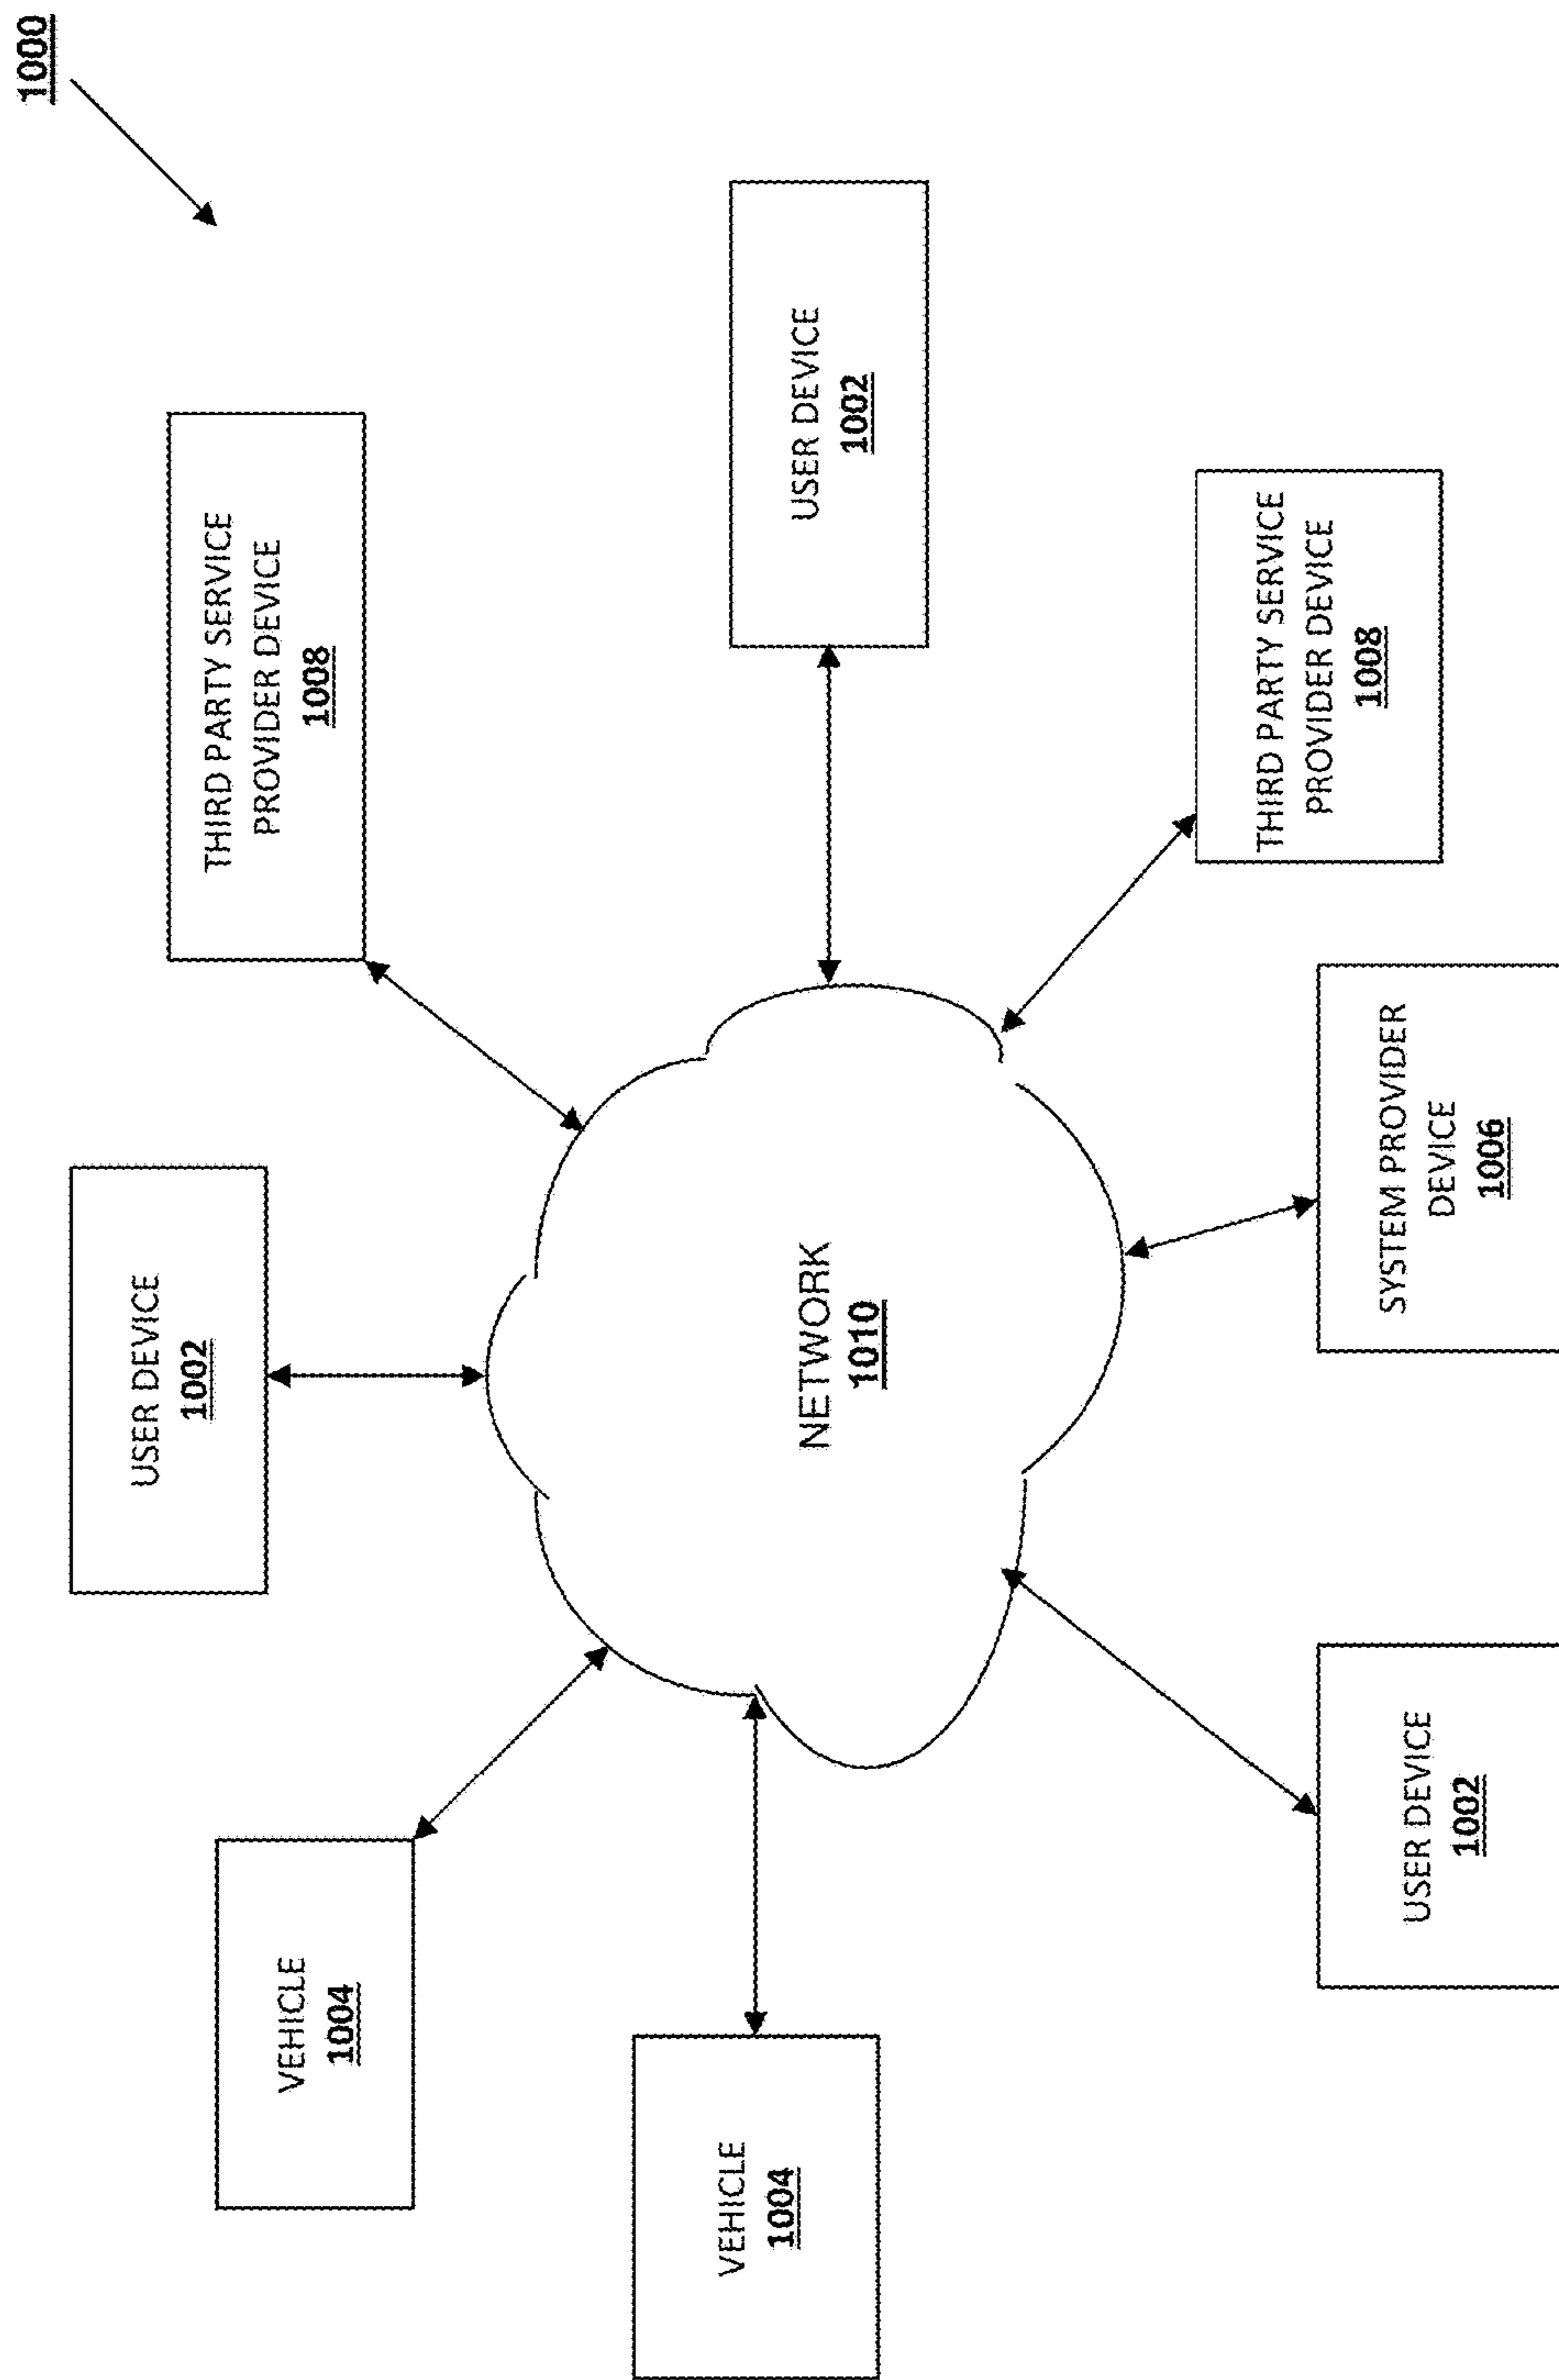 1000
THIRD PARTY SERVICE
PROVIDER DEVICE
1008
USER DEVICE
1002
VEHICLE
1004
USER DEVICE
1002
NETWORK
1010
VEHICLE
1004
THIRD PARTY SERVICE
PROVIDER DEVICE
1008
SYSTEM PROVIDER
DEVICE
1006
USER DEVICE
1002